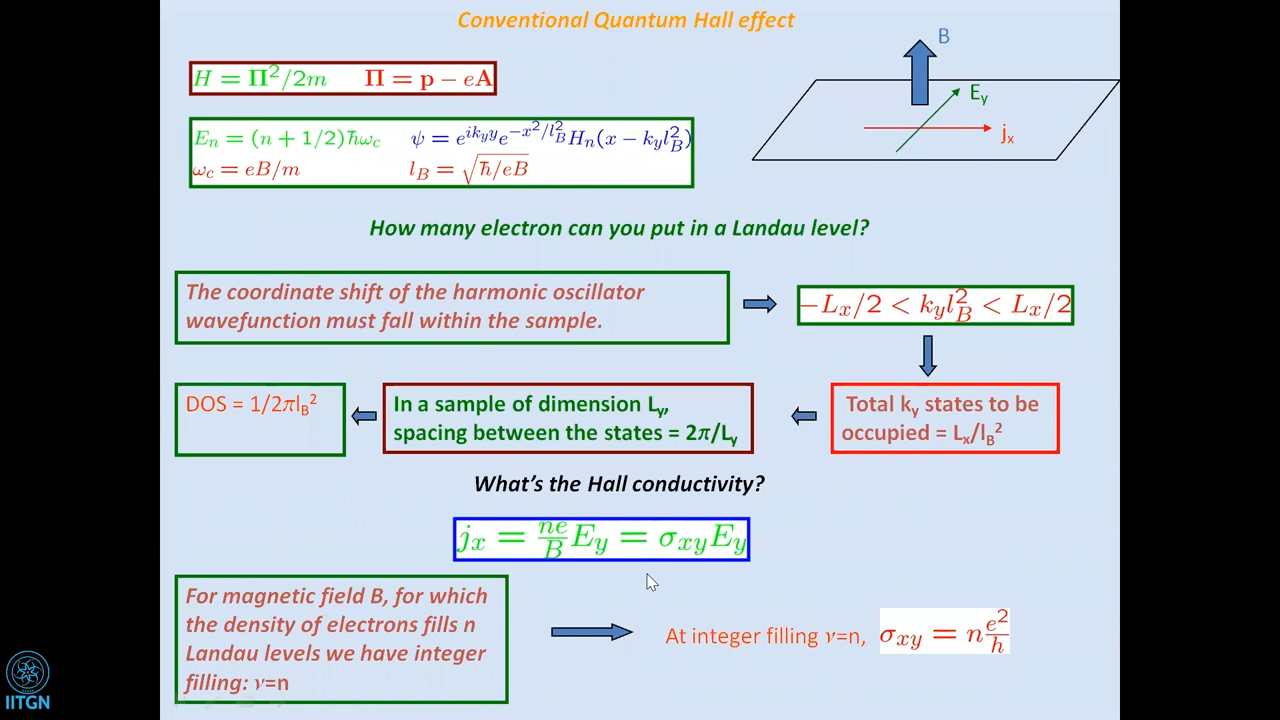 Conventional Quantum Hall effect
B
H = Π²/2m Π = p − eA
E_y
j_x
E_n = (n + 1/2)ℏω_c ψ = e^{ik_y y} e^{−x²/l_B²} H_n(x − k_y l_B²)
ω_c = eB/m l_B = √(ℏ/eB)
How many electron can you put in a Landau level?
The coordinate shift of the harmonic oscillator
wavefunction must fall within the sample.
−L_x/2 < k_y l_B² < L_x/2
DOS = 1/2πl_B²
In a sample of dimension L_y,
spacing between the states = 2π/L_y
Total k_y states to be
occupied = L_x/l_B²
What's the Hall conductivity?
j_x = ne/B E_y = σ_xy E_y
For magnetic field B, for which
the density of electrons fills n
Landau levels we have integer
filling: ν=n
At integer filling ν=n, σ_xy = n e²/h
IITGN